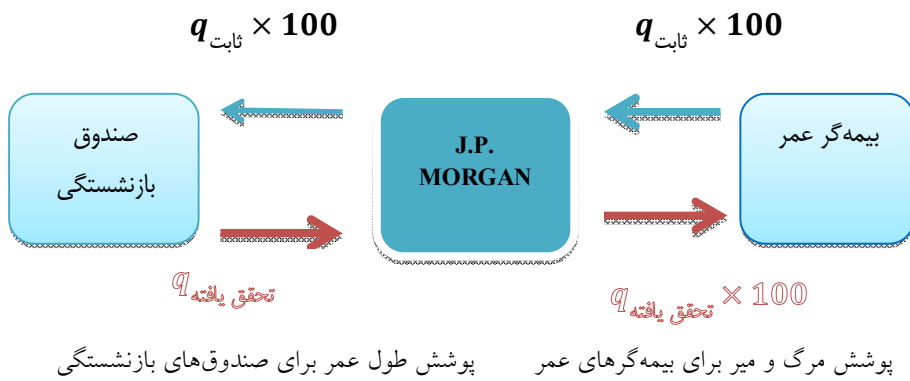 q ثابت × 100
q ثابت × 100
بیمه‌گر عمر
J.P.
MORGAN
صندوق
بازنشستگی
q تحقق یافته × 100
q تحقق یافته
پوشش مرگ و میر برای بیمه‌گرهای عمر
پوشش طول عمر برای صندوق‌های بازنشستگی